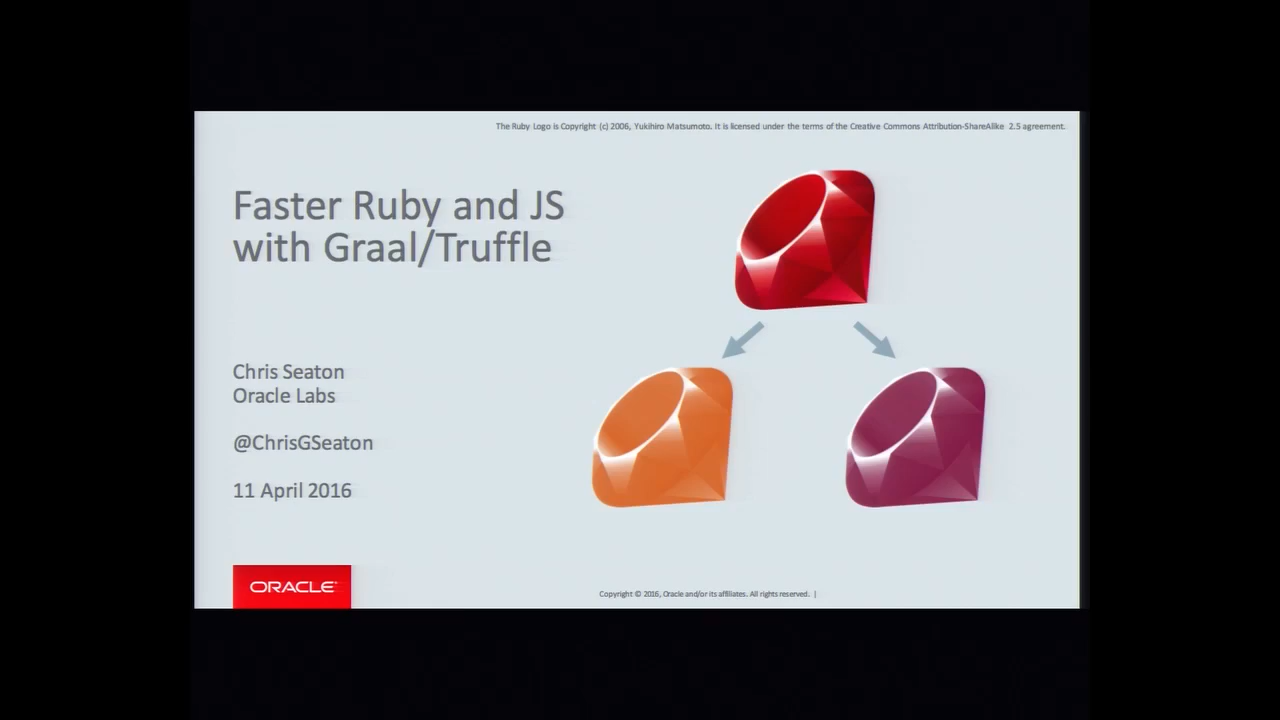 The Ruby Logo is Copyright (c) 2006, Yukihiro Matsumoto. It is licensed under the terms of the Creative Commons Attribution-ShareAlike 2.5 agreement.
Faster Ruby and JS
with Graal/Truffle
Chris Seaton
Oracle Labs
@ChrisGSeaton
11 April 2016
ORACLE®
Copyright © 2016, Oracle and/or its affiliates. All rights reserved. |